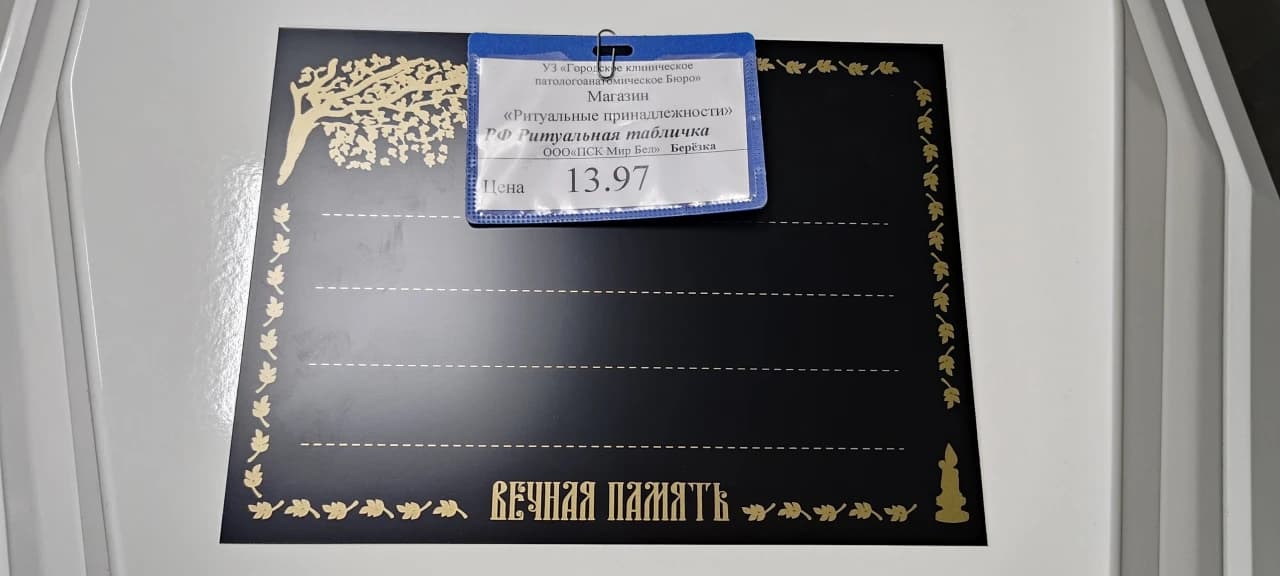 УЗ «Городское клиническое
патологоанатомическое Бюро»
Магазин
«Ритуальные принадлежности»
РФ Ритуальная табличка
ООО«ПСК Мир Бел» Берёзка
Цена 13.97
ВЕЧНАЯ ПАМЯТЬ